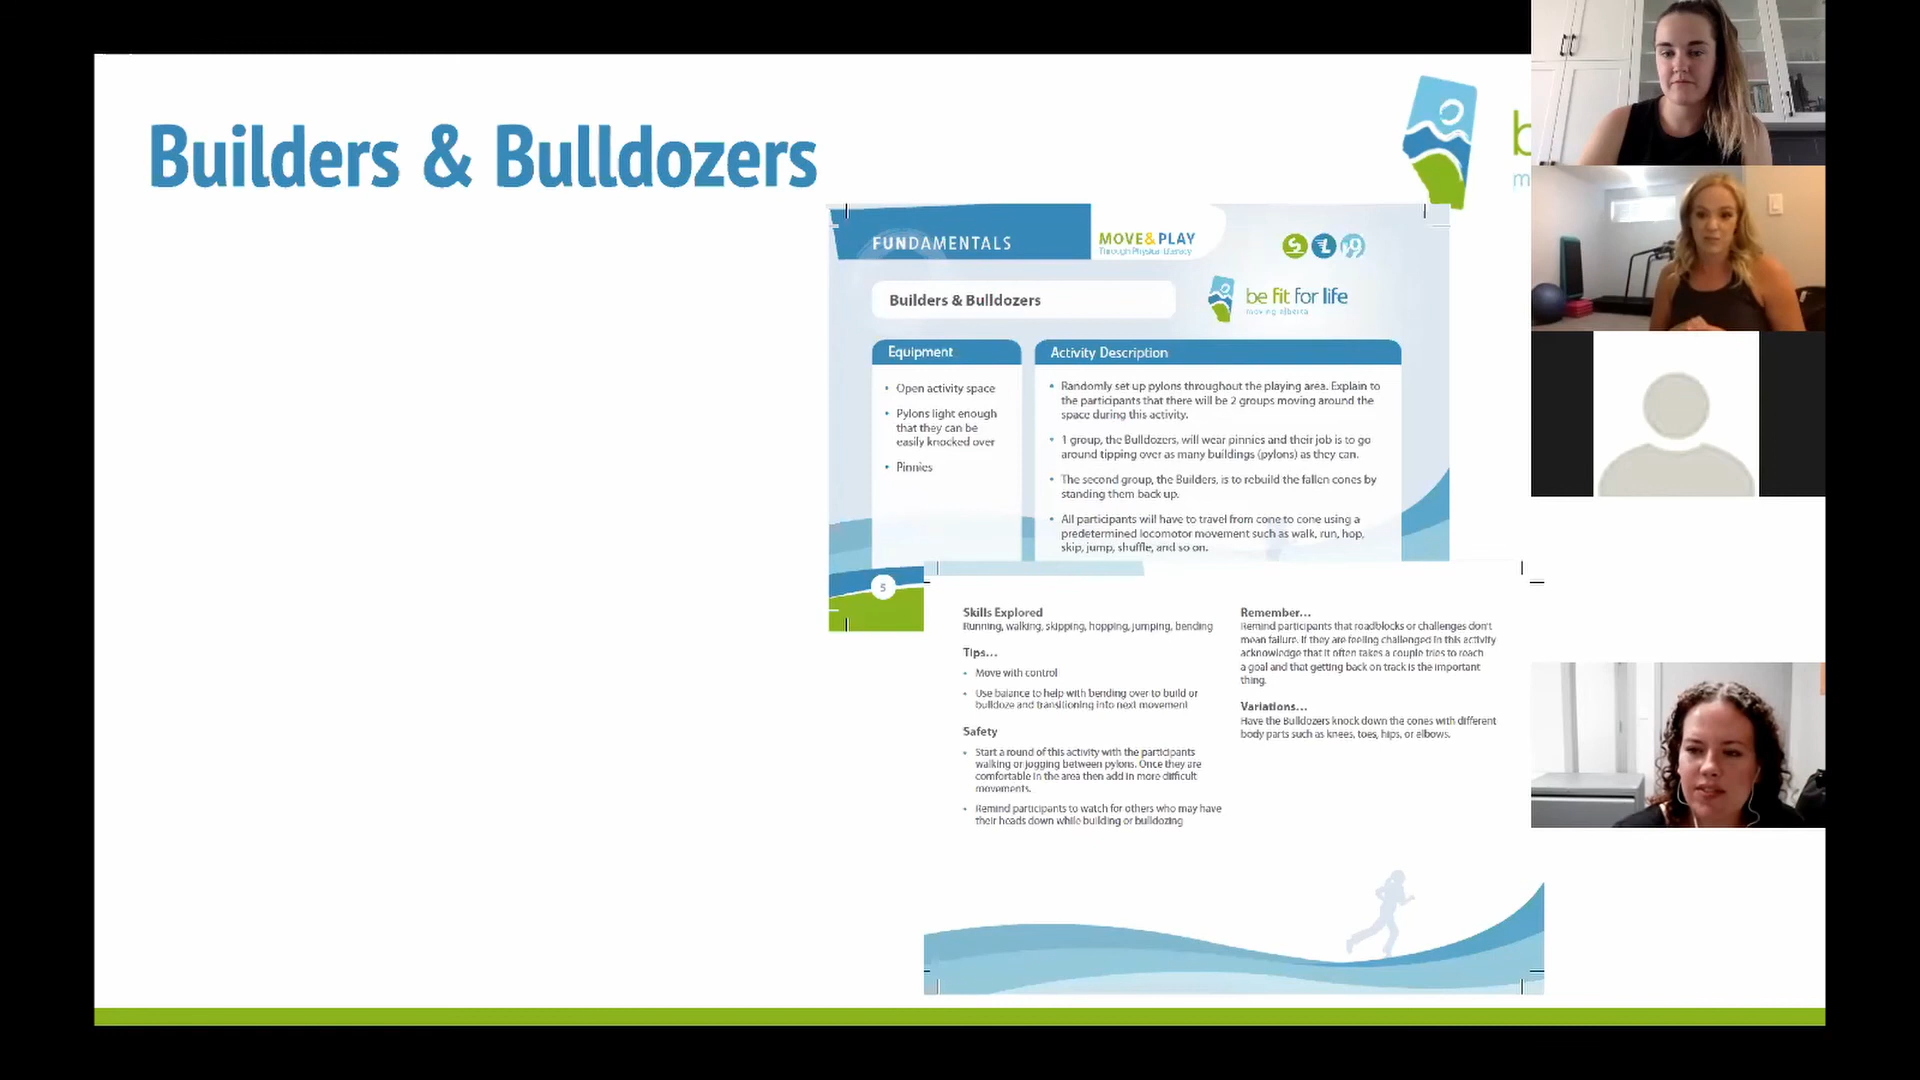 Builders & Bulldozers
b
m
FUNDAMENTALS
MOVE&PLAY
Through Physical Literacy
Builders & Bulldozers
be fit for life
moving alberta
Equipment
• Open activity space
• Pylons light enough
that they can be
easily knocked over
• Pinnies
Activity Description
• Randomly set up pylons throughout the playing area. Explain to
the participants that there will be 2 groups moving around the
space during this activity.
• 1 group, the Bulldozers, will wear pinnies and their job is to go
around tipping over as many buildings (pylons) as they can.
• The second group, the Builders, is to rebuild the fallen cones by
standing them back up.
• All participants will have to travel from cone to cone using a
predetermined locomotor movement such as walk, run, hop,
skip, jump, shuffle, and so on.
5
Skills Explored
Running, walking, skipping, hopping, jumping, bending
Tips...
• Move with control
• Use balance to help with bending over to build or
bulldoze and transitioning into next movement
Safety
• Start a round of this activity with the participants
walking or jogging between pylons. Once they are
comfortable in the area then add in more difficult
movements.
• Remind participants to watch for others who may have
their heads down while building or bulldozing
Remember...
Remind participants that roadblocks or challenges don't
mean failure. If they are feeling challenged in this activity
acknowledge that it often takes a couple tries to reach
a goal and that getting back on track is the important
thing.
Variations...
Have the Bulldozers knock down the cones with different
body parts such as knees, toes, hips, or elbows.